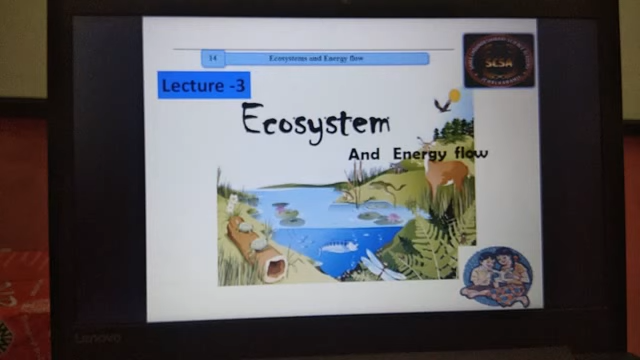 14
Ecosystems and Energy flow
SCSA
Lecture -3
Ecosystem
And Energy flow
Lenovo